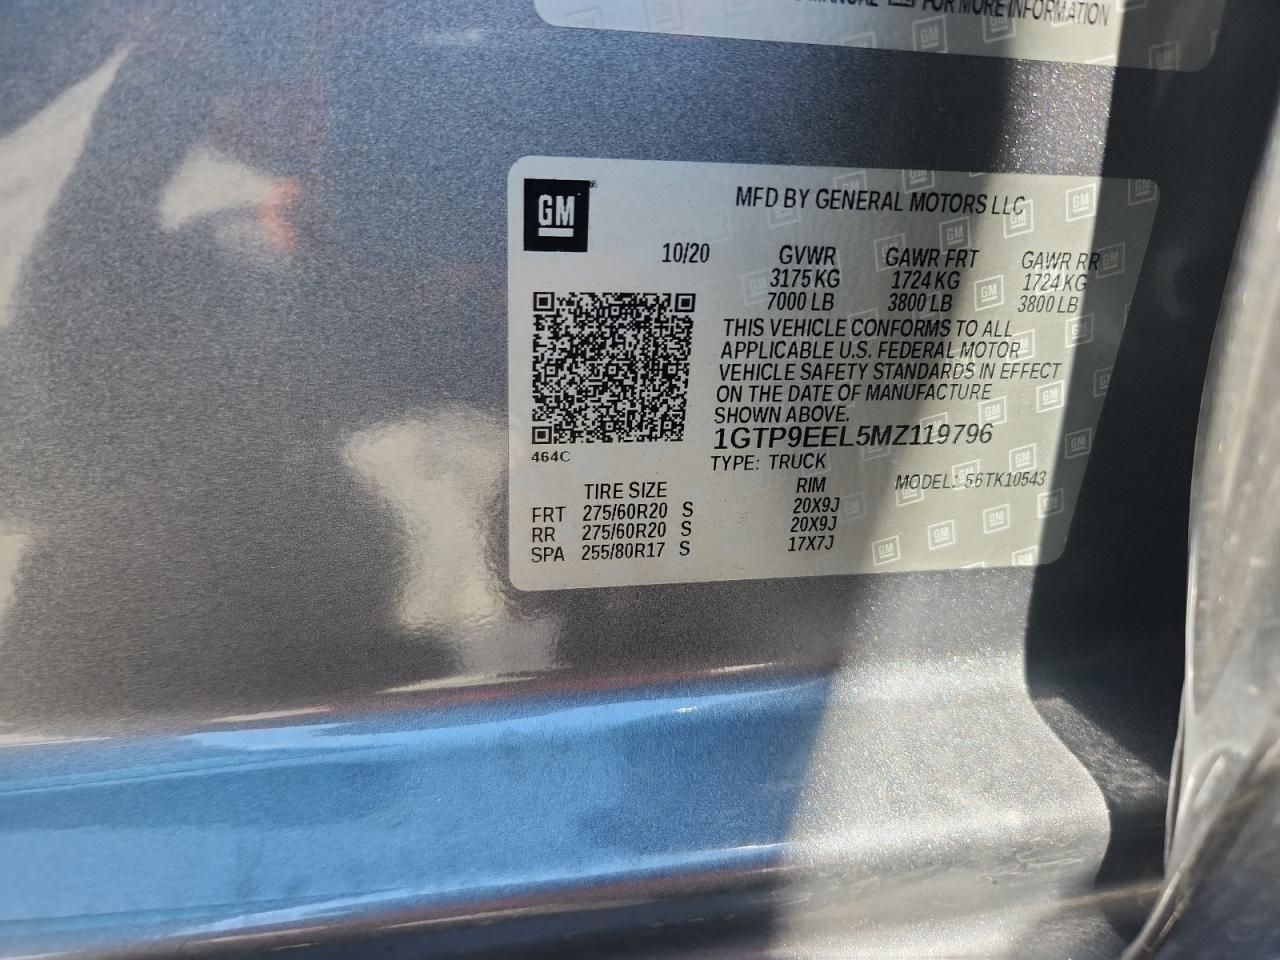 MANUAL FOR MORE INFORMATION
GM
MFD BY GENERAL MOTORS LLC
10/20 GVWR GAWR FRT GAWR RR
3175 KG 1724 KG 1724 KG
7000 LB 3800 LB 3800 LB
THIS VEHICLE CONFORMS TO ALL
APPLICABLE U.S. FEDERAL MOTOR
VEHICLE SAFETY STANDARDS IN EFFECT
ON THE DATE OF MANUFACTURE
SHOWN ABOVE.
1GTP9EEL5MZ119796
464C
TYPE: TRUCK
MODEL: 56TK10543
TIRE SIZE RIM
FRT 275/60R20 S 20X9J
RR 275/60R20 S 20X9J
SPA 255/80R17 S 17X7J